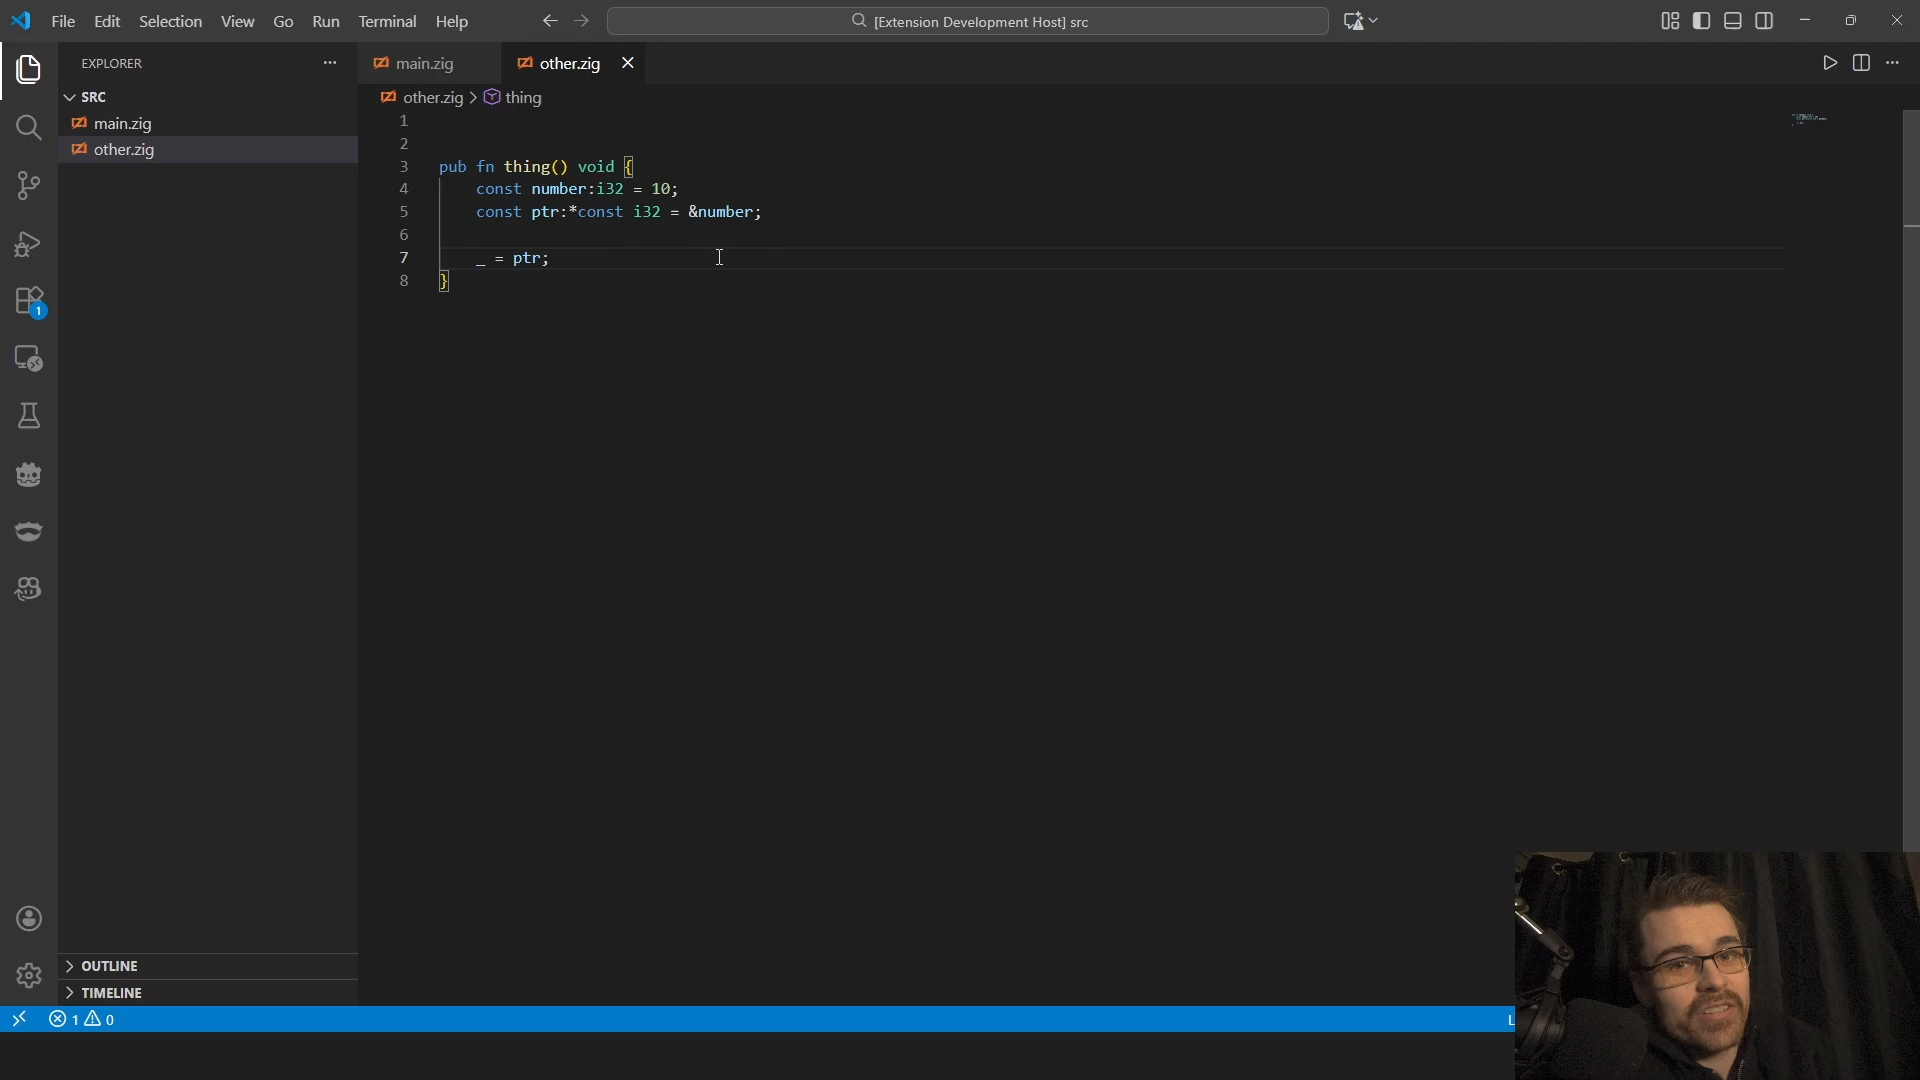 File Edit Selection View Go Run Terminal Help
[Extension Development Host] src
EXPLORER
SRC
main.zig
other.zig
1
main.zig
other.zig
other.zig > thing
1
2
3 pub fn thing() void {
4 const number:i32 = 10;
5 const ptr:*const i32 = &number;
6
7 _ = ptr;
8 }
OUTLINE
TIMELINE
1 0
L